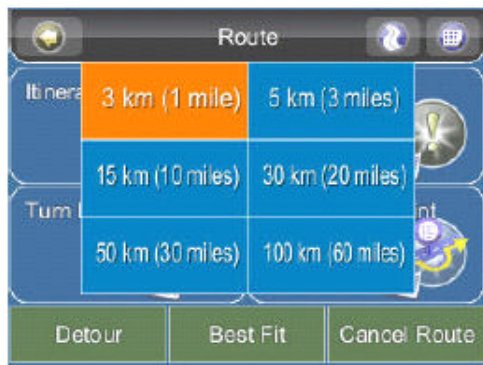 Route
Itinera
3 km (1 mile)
5 km (3 miles)
15 km (10 miles)
30 km (20 miles)
Turn
nt
50 km (30 miles)
100 km (60 miles)
Detour
Best Fit
Cancel Route